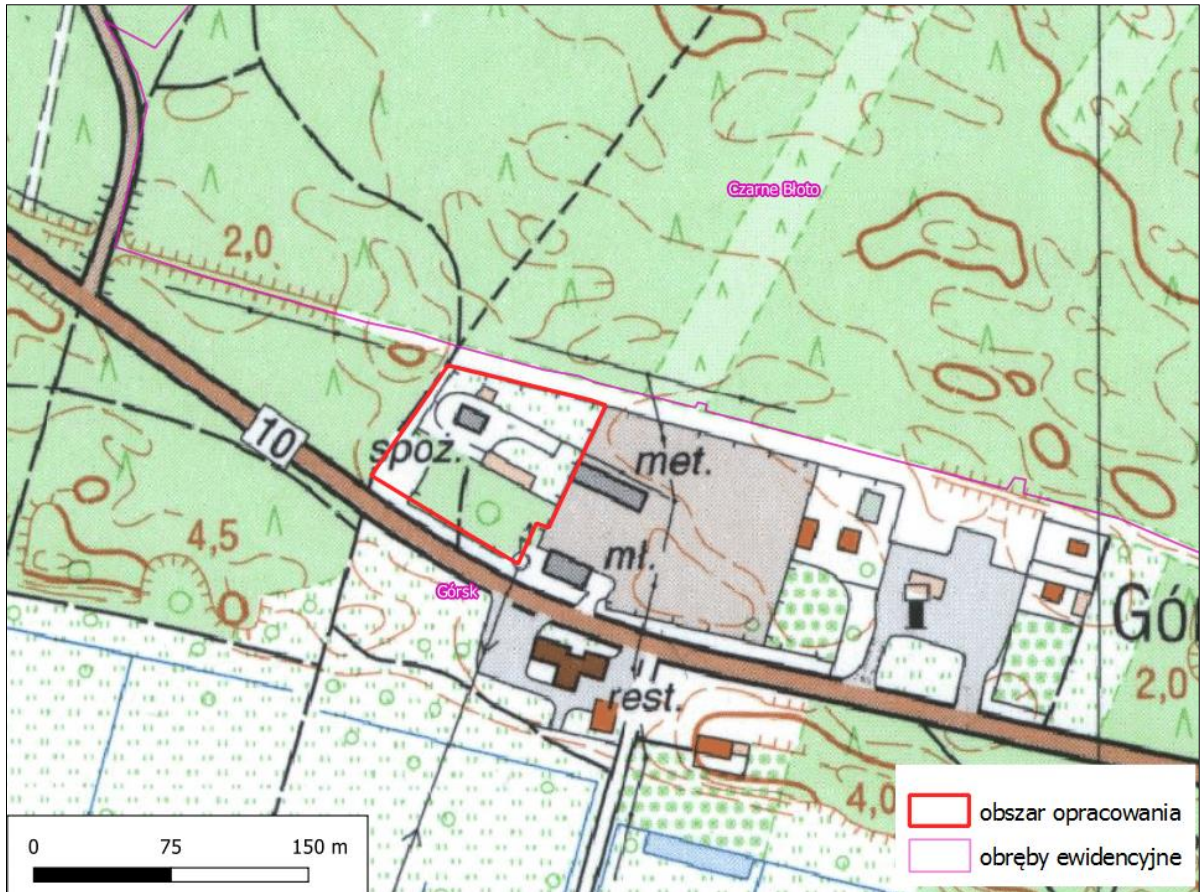 Czarne Błoto
2,0
10
spoż.
met.
4,5
mł.
Górsk
Gó
2,0
rest.
4,0
obszar opracowania
obręby ewidencyjne
0 75 150 m